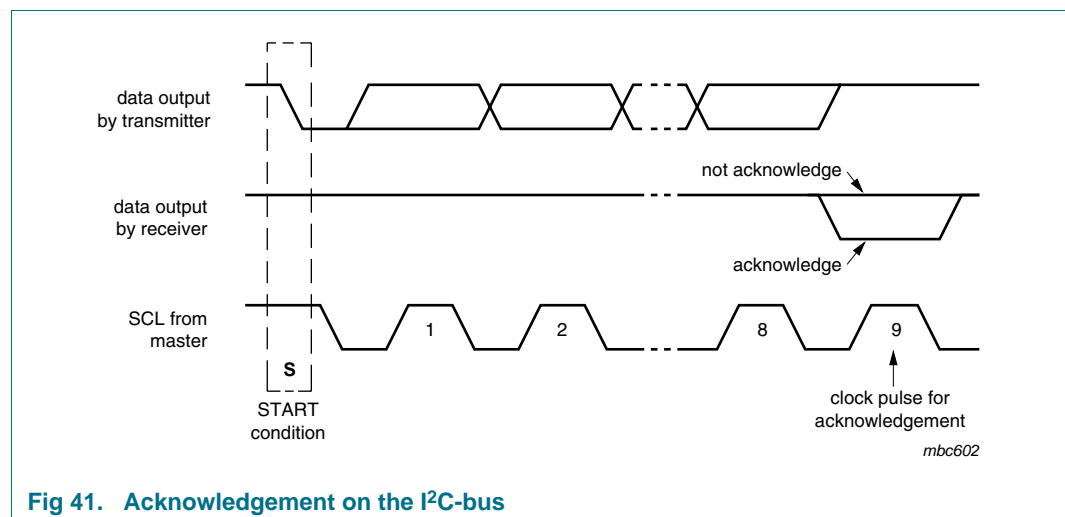 data output
by transmitter
not acknowledge
data output
by receiver
acknowledge
SCL from
master
1
2
8
9
S
START
condition
clock pulse for
acknowledgement
mbc602
Fig 41. Acknowledgement on the I²C-bus